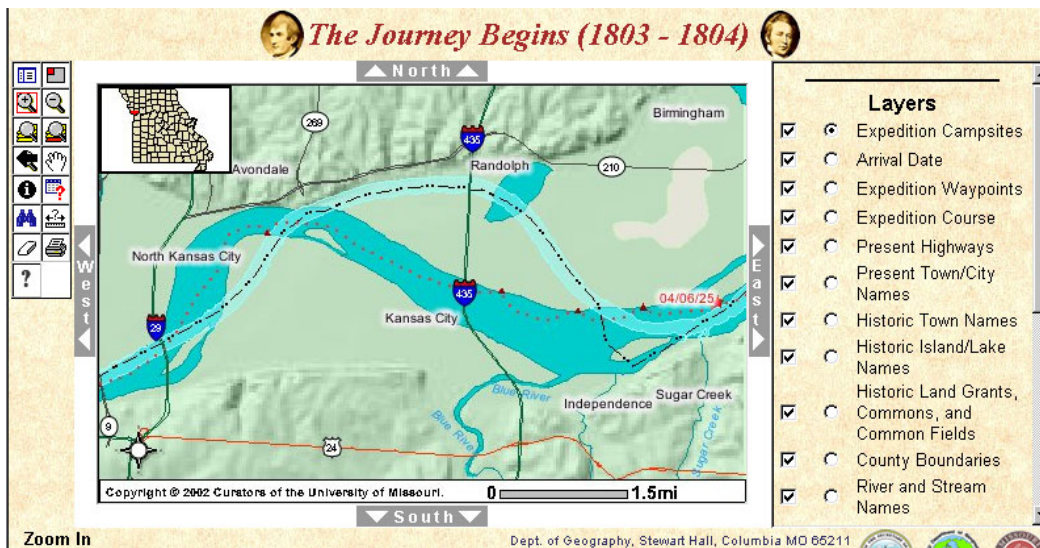 The Journey Begins (1803 - 1804)
North
269
435
Birmingham
Avondale
Randolph
210
West
East
North Kansas City
04/06/25
435
Kansas City
29
Blue River
Independence
Sugar Creek
9
Blue River
Sugar Creek
24
Copyright © 2002 Curators of the University of Missouri.
0 1.5mi
South
?
Layers
Expedition Campsites
Arrival Date
Expedition Waypoints
Expedition Course
Present Highways
Present Town/City
Names
Historic Town Names
Historic Island/Lake
Names
Historic Land Grants,
Commons, and
Common Fields
County Boundaries
River and Stream
Names
Zoom In
Dept. of Geography, Stewart Hall, Columbia MO 65211